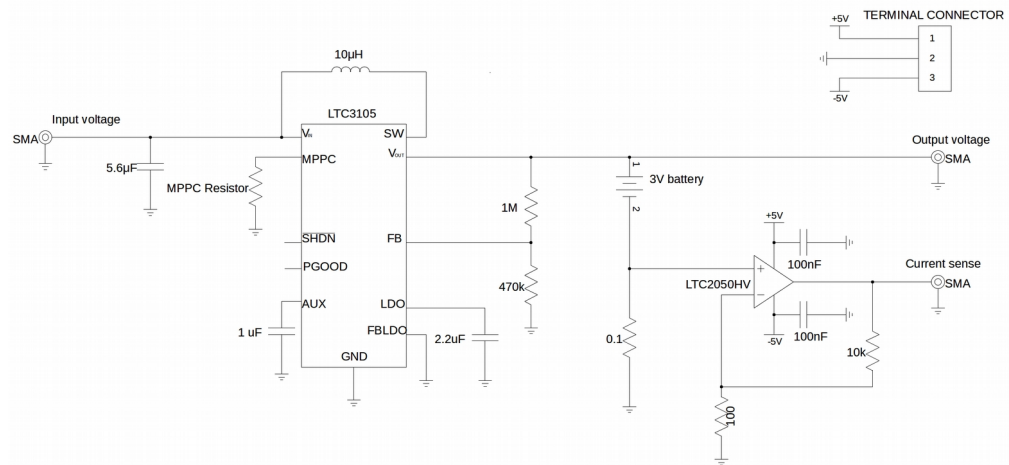 TERMINAL CONNECTOR
+5V
1
2
3
-5V
10µH
LTC3105
Input voltage
SMA
VIN
SW
VOUT
MPPC
5.6µF
MPPC Resistor
SHDN
FB
PGOOD
AUX
LDO
FBLDO
GND
1 uF
2.2uF
1M
470k
1
3V battery
2
0.1
Output voltage
SMA
+5V
100nF
LTC2050HV
+
−
-5V
100nF
Current sense
SMA
10k
100